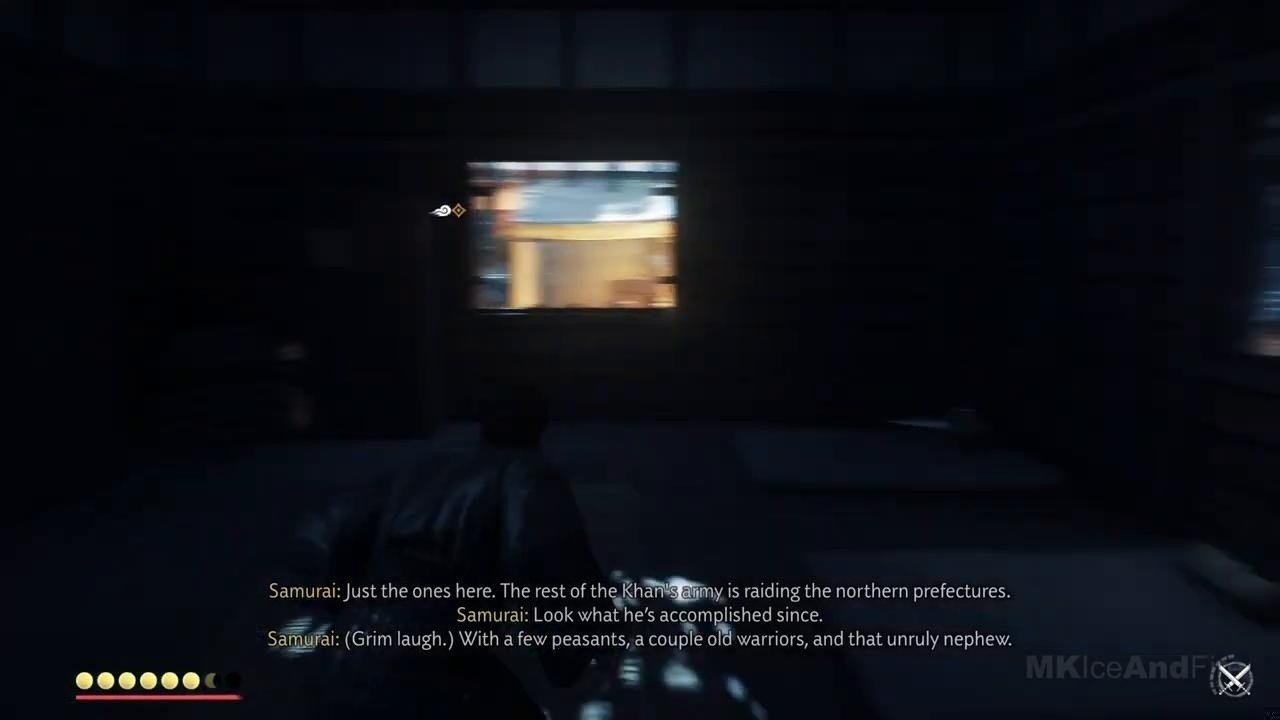 Samurai: Just the ones here. The rest of the Khan's army is raiding the northern prefectures.
Samurai: Look what he's accomplished since.
Samurai: (Grim laugh.) With a few peasants, a couple old warriors, and that unruly nephew.
MKIceAndFi